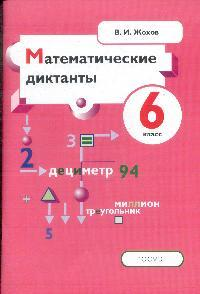 В. И. Жохов
Математические
диктанты
6
класс
3
2
дециметр 94
миллион
треугольник
+
5